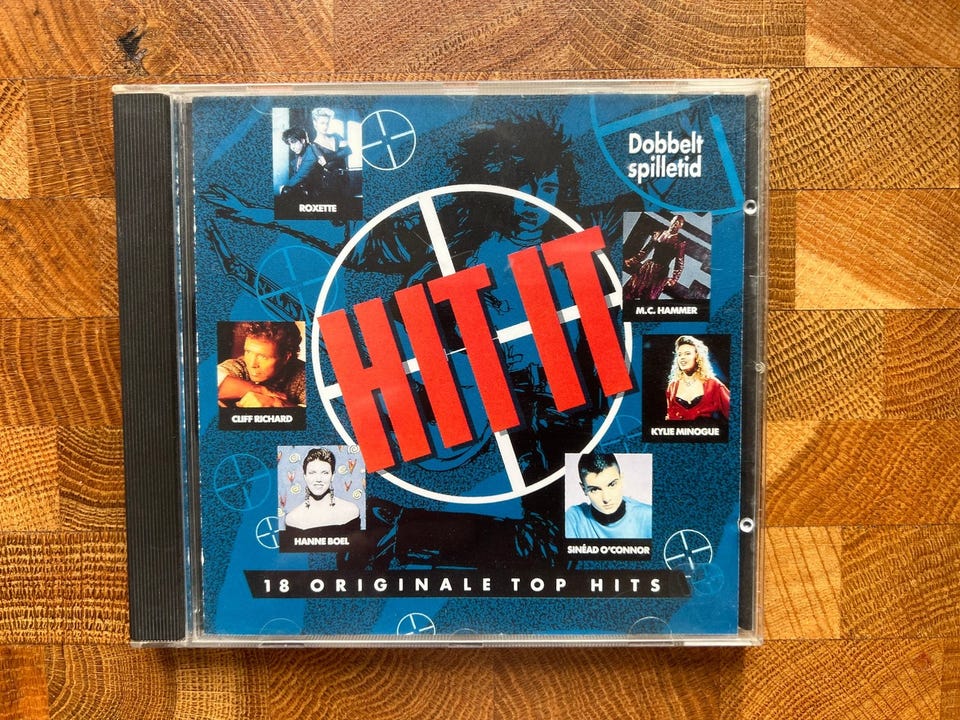 Dobbelt
spilletid
ROXETTE
M.C. HAMMER
HIT IT
CLIFF RICHARD
KYLIE MINOGUE
HANNE BOEL
SINÉAD O'CONNOR
18 ORIGINALE TOP HITS